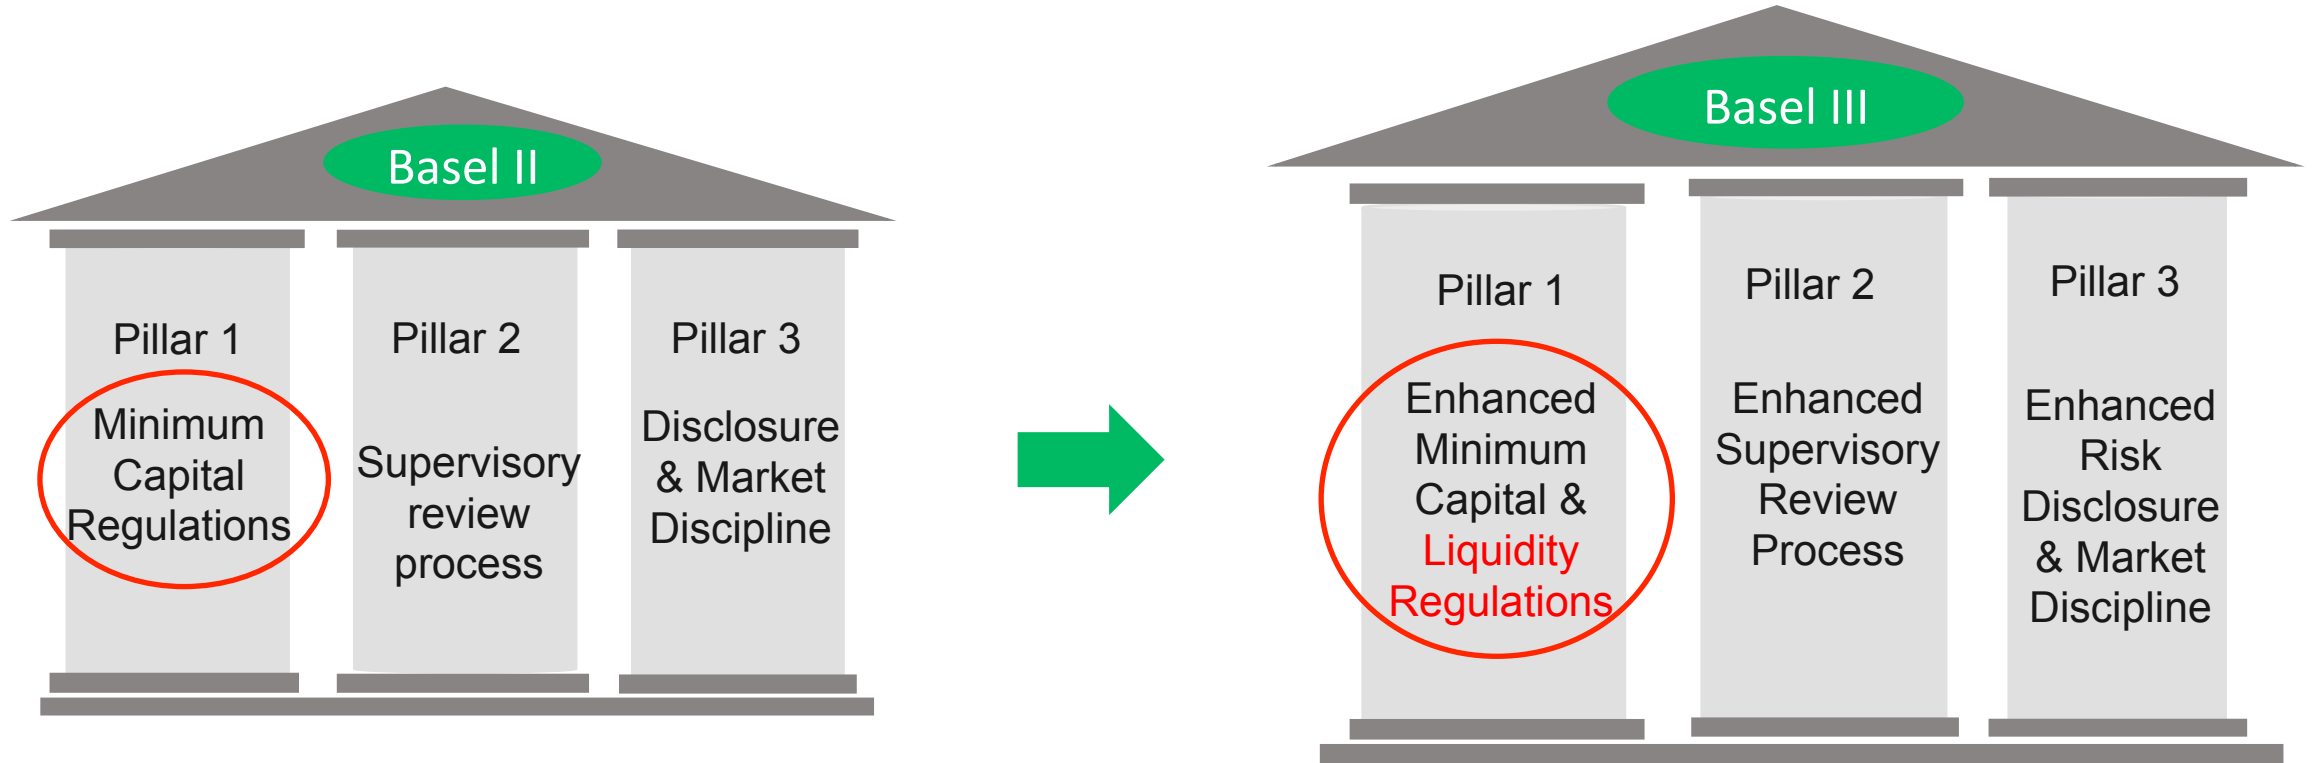 Basel II
Pillar 1
Minimum
Capital
Regulations
Pillar 2
Supervisory
review
process
Pillar 3
Disclosure
& Market
Discipline
Basel III
Pillar 1
Enhanced
Minimum
Capital &
Liquidity
Regulations
Pillar 2
Enhanced
Supervisory
Review
Process
Pillar 3
Enhanced
Risk
Disclosure
& Market
Discipline